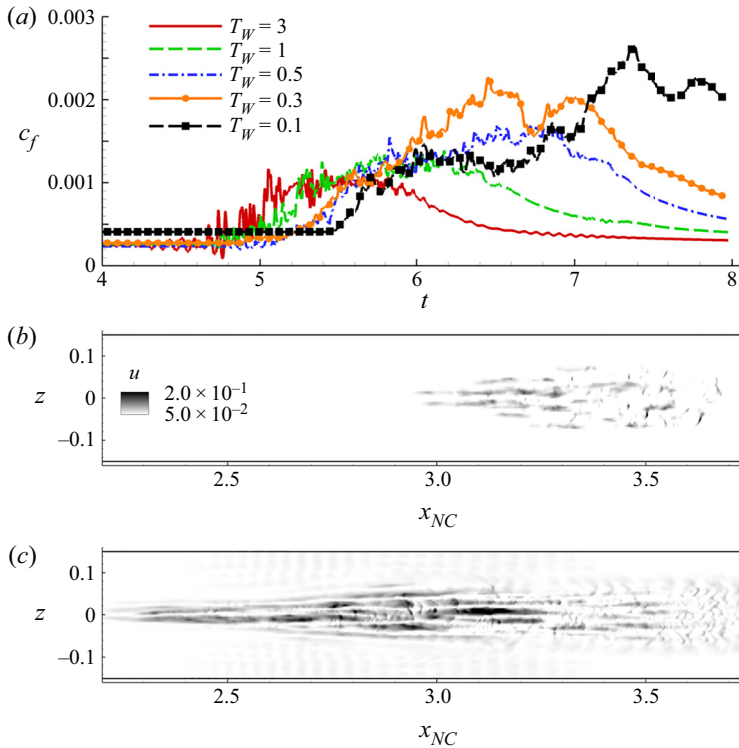 (a)
0.003
0.002
0.001
0
c_f
T_W = 3
T_W = 1
T_W = 0.5
T_W = 0.3
T_W = 0.1
4 5 6 7 8
t
(b)
0.1
0
−0.1
z
u
2.0 × 10⁻¹
5.0 × 10⁻²
2.5 3.0 3.5
x_NC
(c)
0.1
0
−0.1
z
2.5 3.0 3.5
x_NC